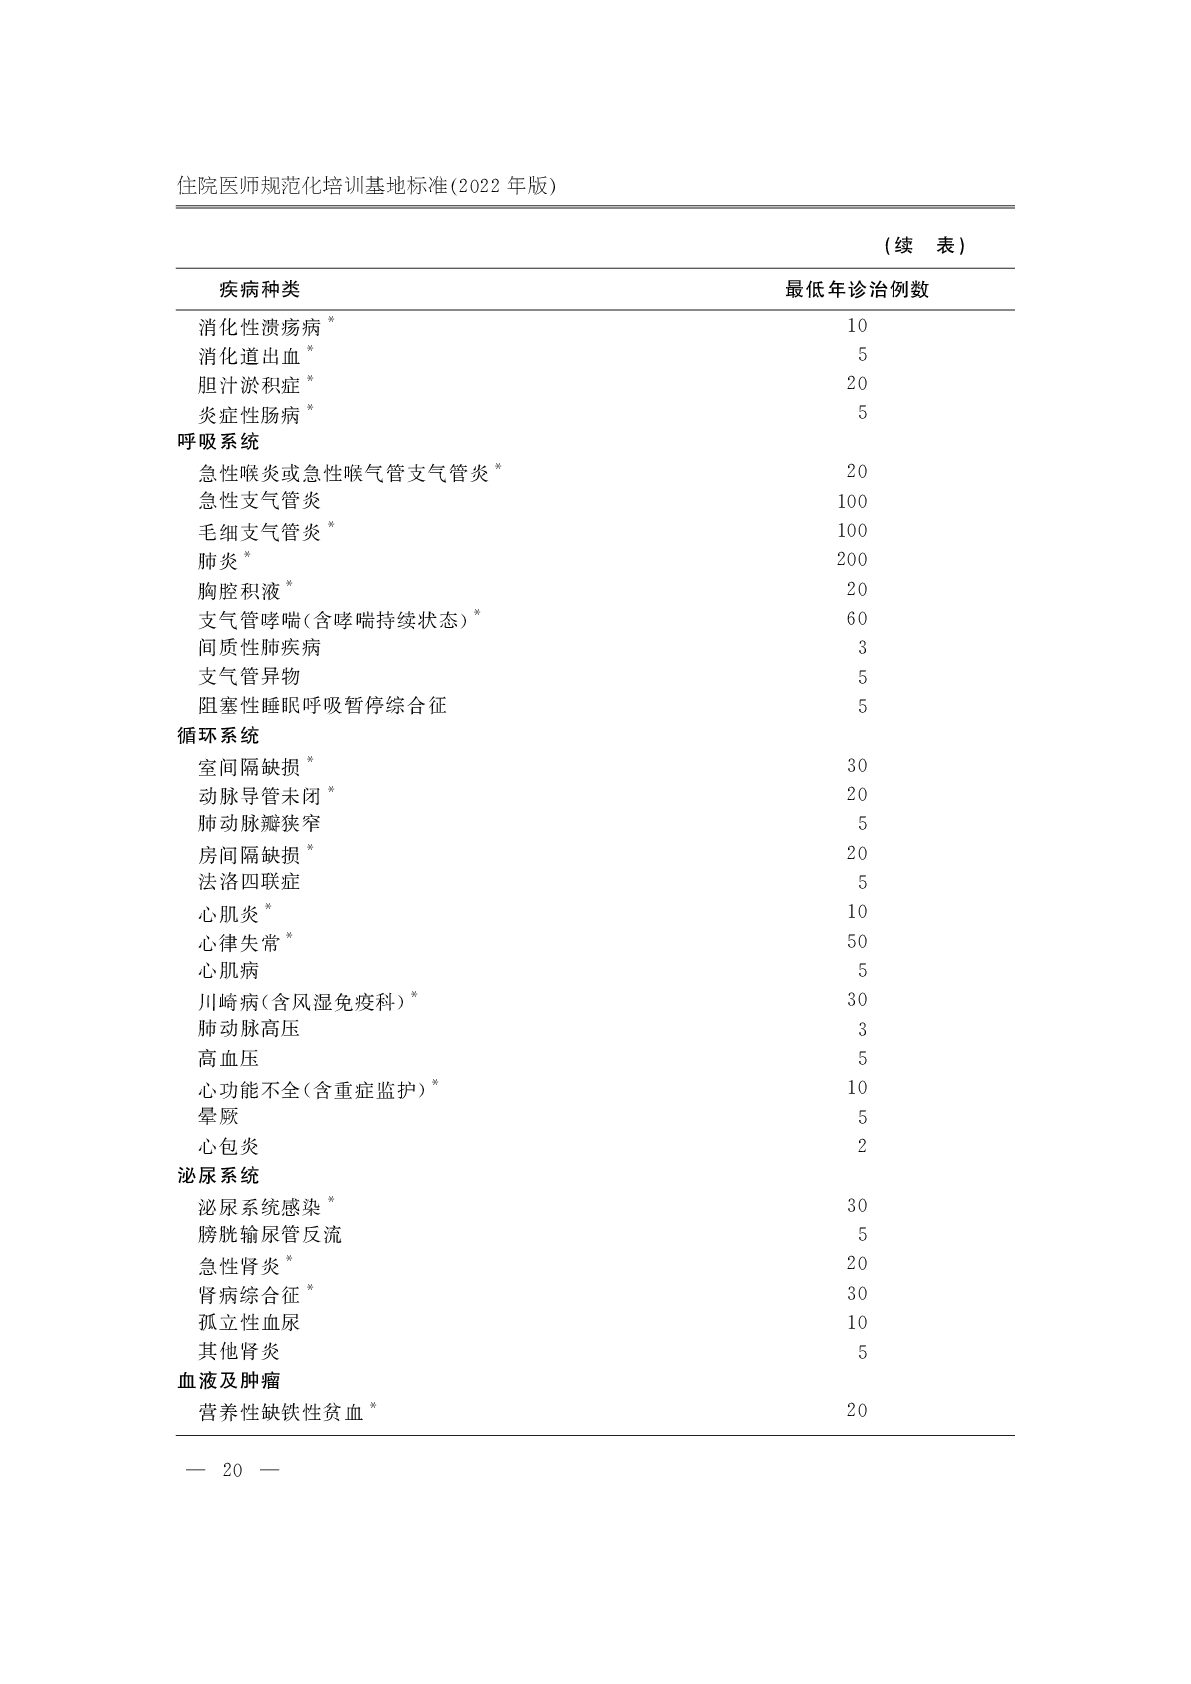 住院医师规范化培训基地标准(2022 年版)
(续 表)
疾病种类 最低年诊治例数
消化性溃疡病* 10
消化道出血* 5
胆汁淤积症* 20
炎症性肠病* 5
呼吸系统
急性喉炎或急性喉气管支气管炎* 20
急性支气管炎 100
毛细支气管炎* 100
肺炎* 200
胸腔积液* 20
支气管哮喘(含哮喘持续状态)* 60
间质性肺疾病 3
支气管异物 5
阻塞性睡眠呼吸暂停综合征 5
循环系统
室间隔缺损* 30
动脉导管未闭* 20
肺动脉瓣狭窄 5
房间隔缺损* 20
法洛四联症 5
心肌炎* 10
心律失常* 50
心肌病 5
川崎病(含风湿免疫科)* 30
肺动脉高压 3
高血压 5
心功能不全(含重症监护)* 10
晕厥 5
心包炎 2
泌尿系统
泌尿系统感染* 30
膀胱输尿管反流 5
急性肾炎* 20
肾病综合征* 30
孤立性血尿 10
其他肾炎 5
血液及肿瘤
营养性缺铁性贫血* 20
— 20 —